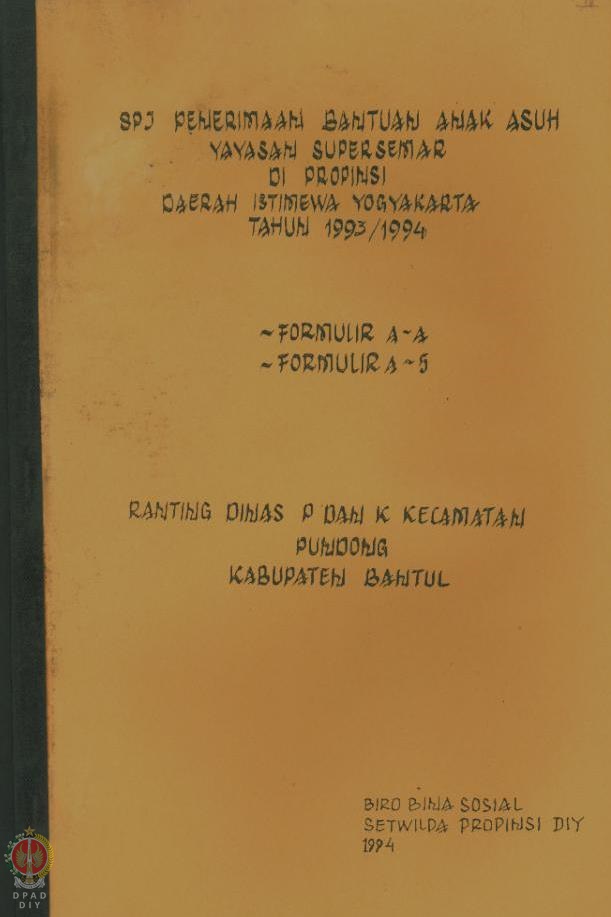 SPJ PENERIMAAN BANTUAN ANAK ASUH
YAYASAN SUPERSEMAR
DI PROPINSI
DAERAH ISTIMEWA YOGYAKARTA
TAHUN 1993/1994
~FORMULIR A-A
~FORMULIR A-5
RANTING DINAS P DAN K KECAMATAN
PUNDONG
KABUPATEN BANTUL
BIRO BINA SOSIAL
SETWILDA PROPINSI DIY
1994
DPAD
DIY